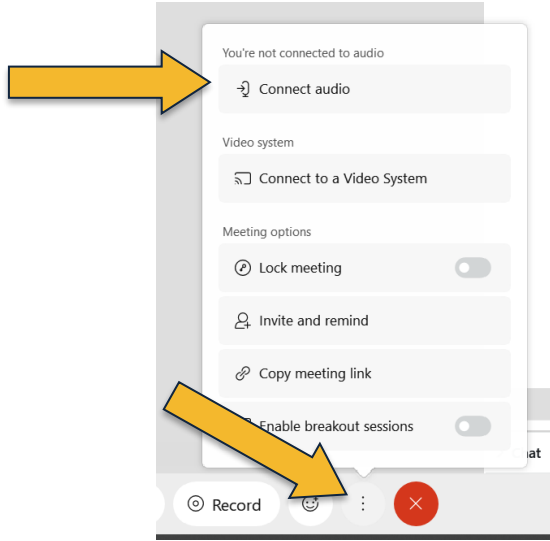 You're not connected to audio
Connect audio
Video system
Connect to a Video System
Meeting options
Lock meeting
Invite and remind
Copy meeting link
Enable breakout sessions
Record